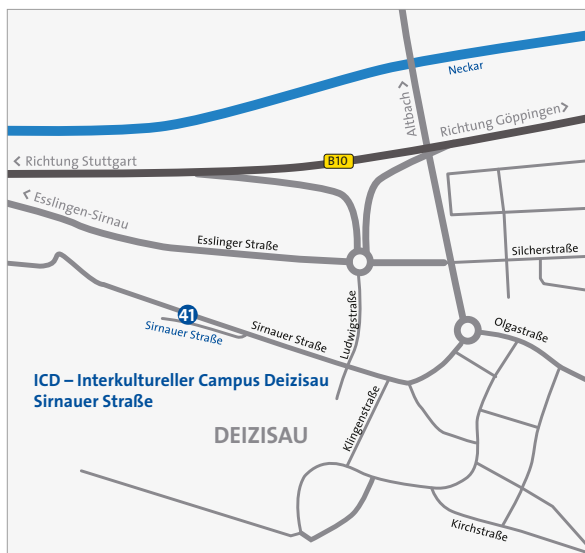 Neckar
Altbach >
Richtung Göppingen>
B10
< Richtung Stuttgart
< Esslingen-Sirnau
Esslinger Straße
Silcherstraße
41
Sirnauer Straße
Sirnauer Straße
Ludwigstraße
Olgastraße
ICD – Interkultureller Campus Deizisau
Sirnauer Straße
Klingenstraße
DEIZISAU
Kirchstraße